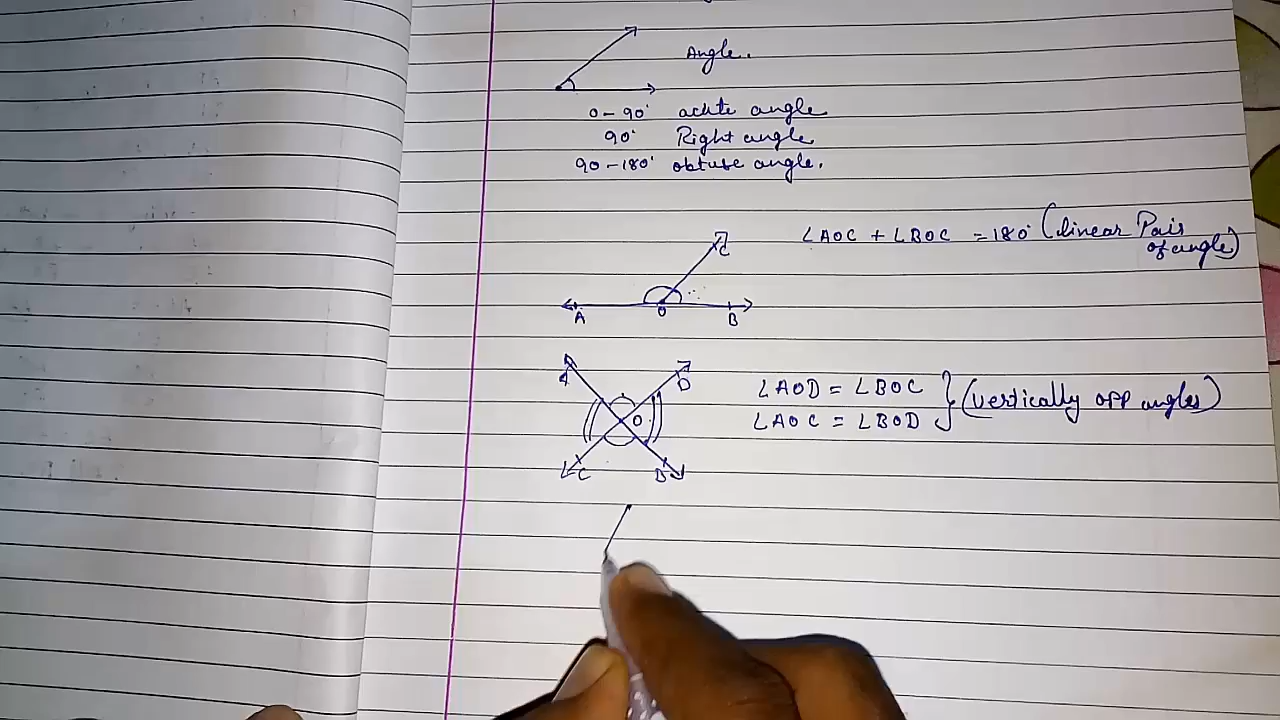 Angle.
0-90° acute angle
90° Right angle
90-180° obtuse angle.
∠AOC + ∠BOC = 180° (linear Pair
of angle)
C
A O B
A D
∠AOD = ∠BOC } (vertically opp angles)
O
∠AOC = ∠BOD
C B